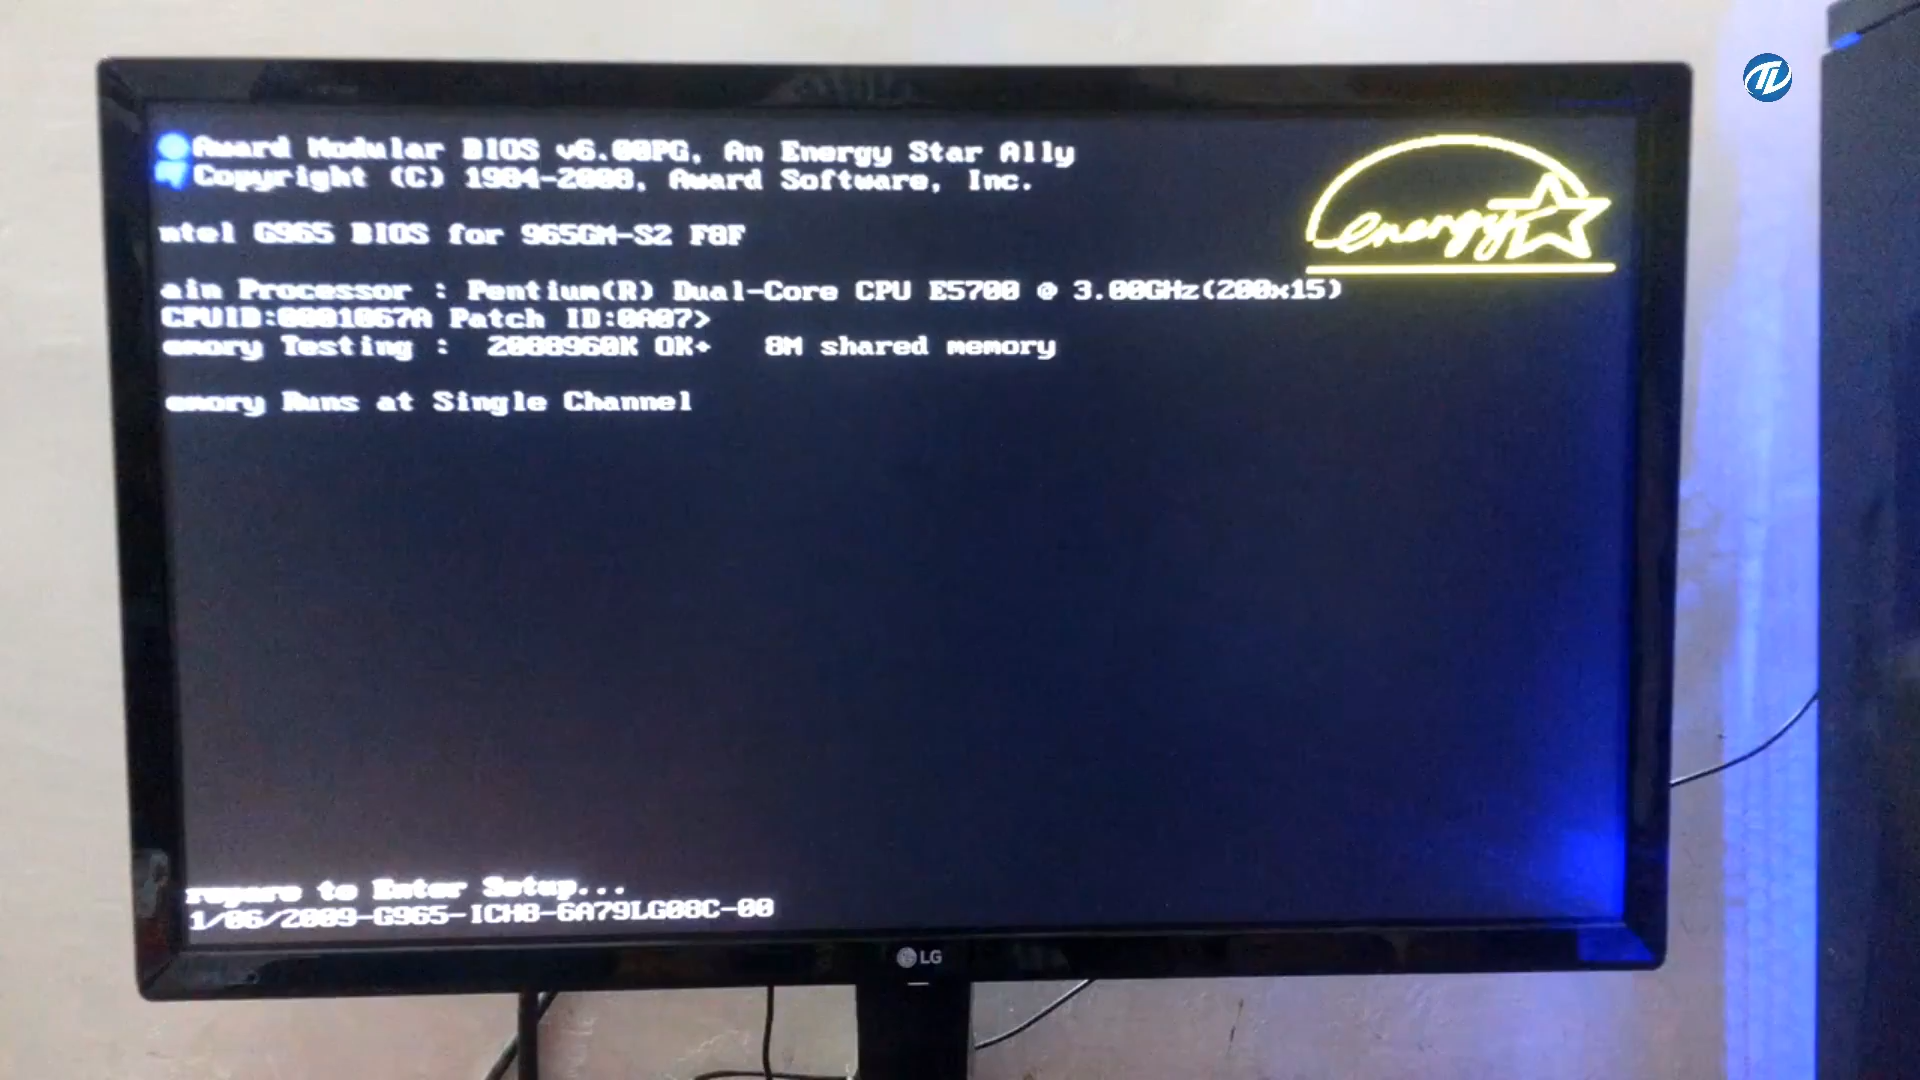 Award Modular BIOS v6.00PG, An Energy Star Ally
Copyright (C) 1984-2008, Award Software, Inc.
energy
ntel G965 BIOS for 965GM-S2 F8F
ain Processor : Pentium(R) Dual-Core CPU E5700 @ 3.00GHz(200x15)
CPUID:0001067A Patch ID:0A07>
emory Testing : 2088960K OK+ 8M shared memory
emory Runs at Single Channel
repare to Enter Setup...
1/06/2009-G965-ICH8-6A79LG08C-00
LG